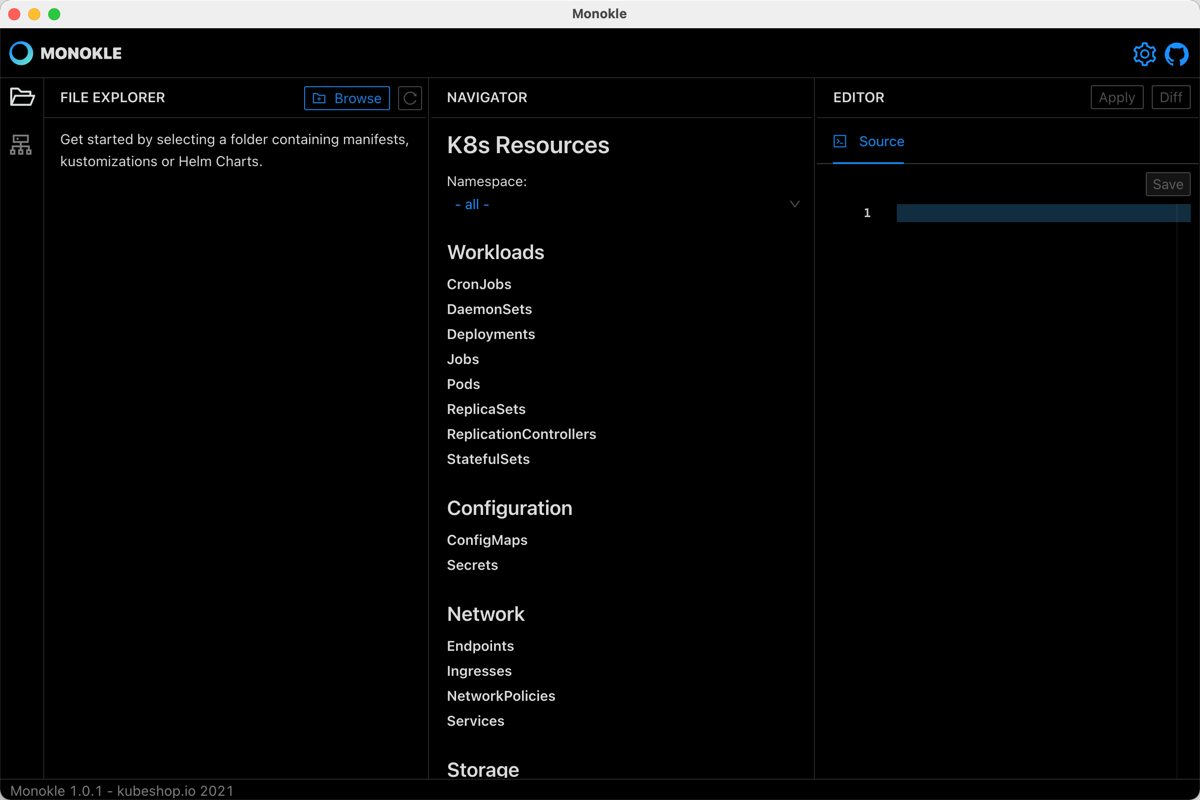 Monokle
MONOKLE
FILE EXPLORER
Browse
Get started by selecting a folder containing manifests,
kustomizations or Helm Charts.
NAVIGATOR
K8s Resources
Namespace:
- all -
Workloads
CronJobs
DaemonSets
Deployments
Jobs
Pods
ReplicaSets
ReplicationControllers
StatefulSets
Configuration
ConfigMaps
Secrets
Network
Endpoints
Ingresses
NetworkPolicies
Services
Storage
EDITOR
Apply
Diff
Source
Save
1
Monokle 1.0.1 - kubeshop.io 2021